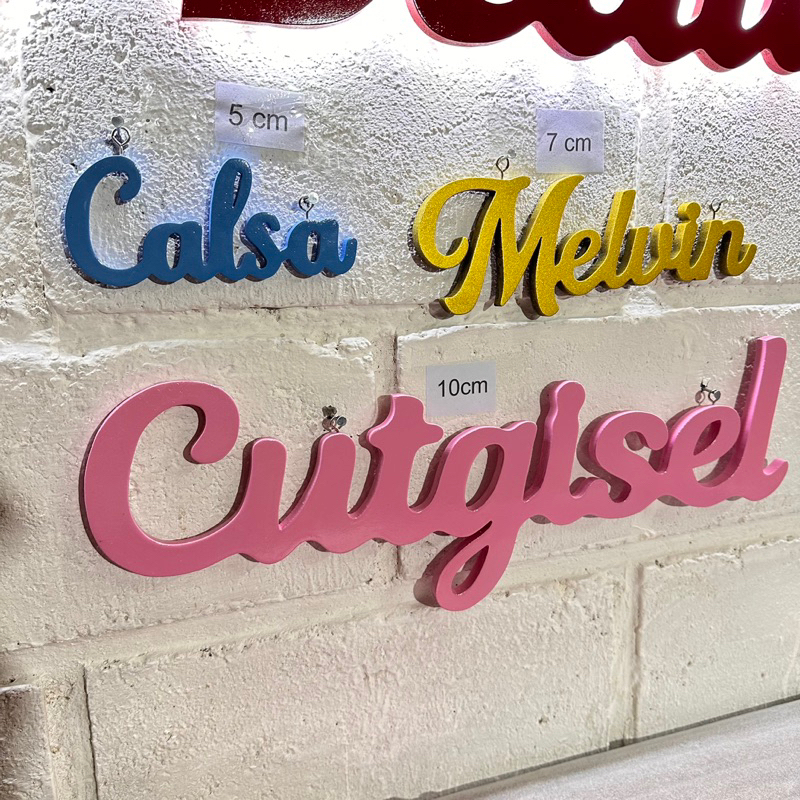 5 cm
7 cm
Calsa
Melvin
10cm
Cutgisel